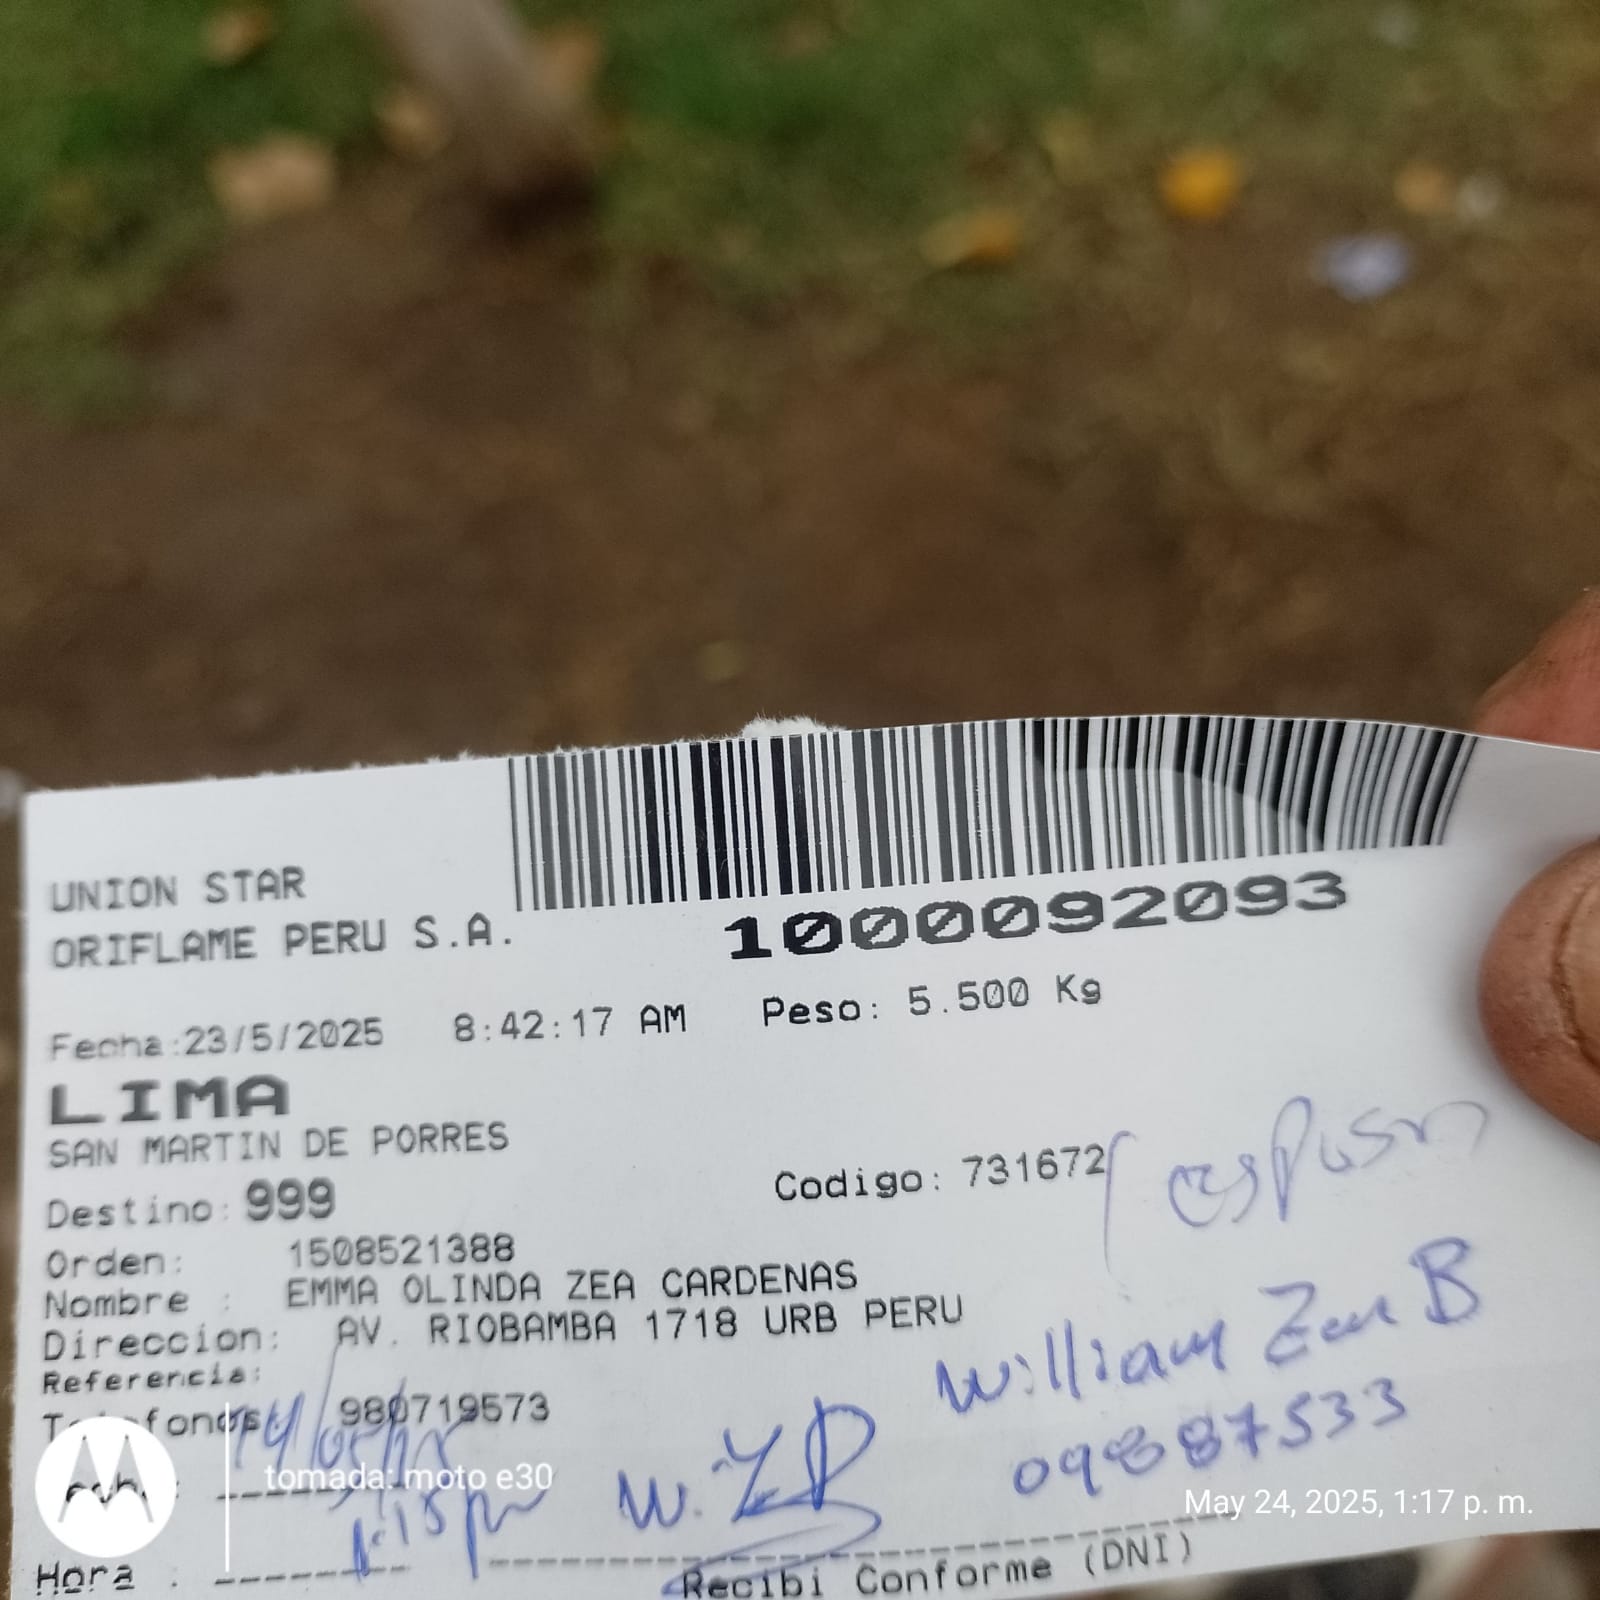 UNION STAR
ORIFLAME PERU S.A.
1000092093
Fecha:23/5/2025 8:42:17 AM Peso: 5.500 Kg
LIMA
SAN MARTIN DE PORRES
Destino: 999 Codigo: 731672
Orden: 1508521388
Nombre : EMMA OLINDA ZEA CARDENAS
Direccion: AV. RIOBAMBA 1718 URB PERU
Referencia:
William Zea B
980719573
W.
tomada: moto e30
May 24, 2025, 1:17 p. m.
Hora :
Recibi Conforme (DNI)